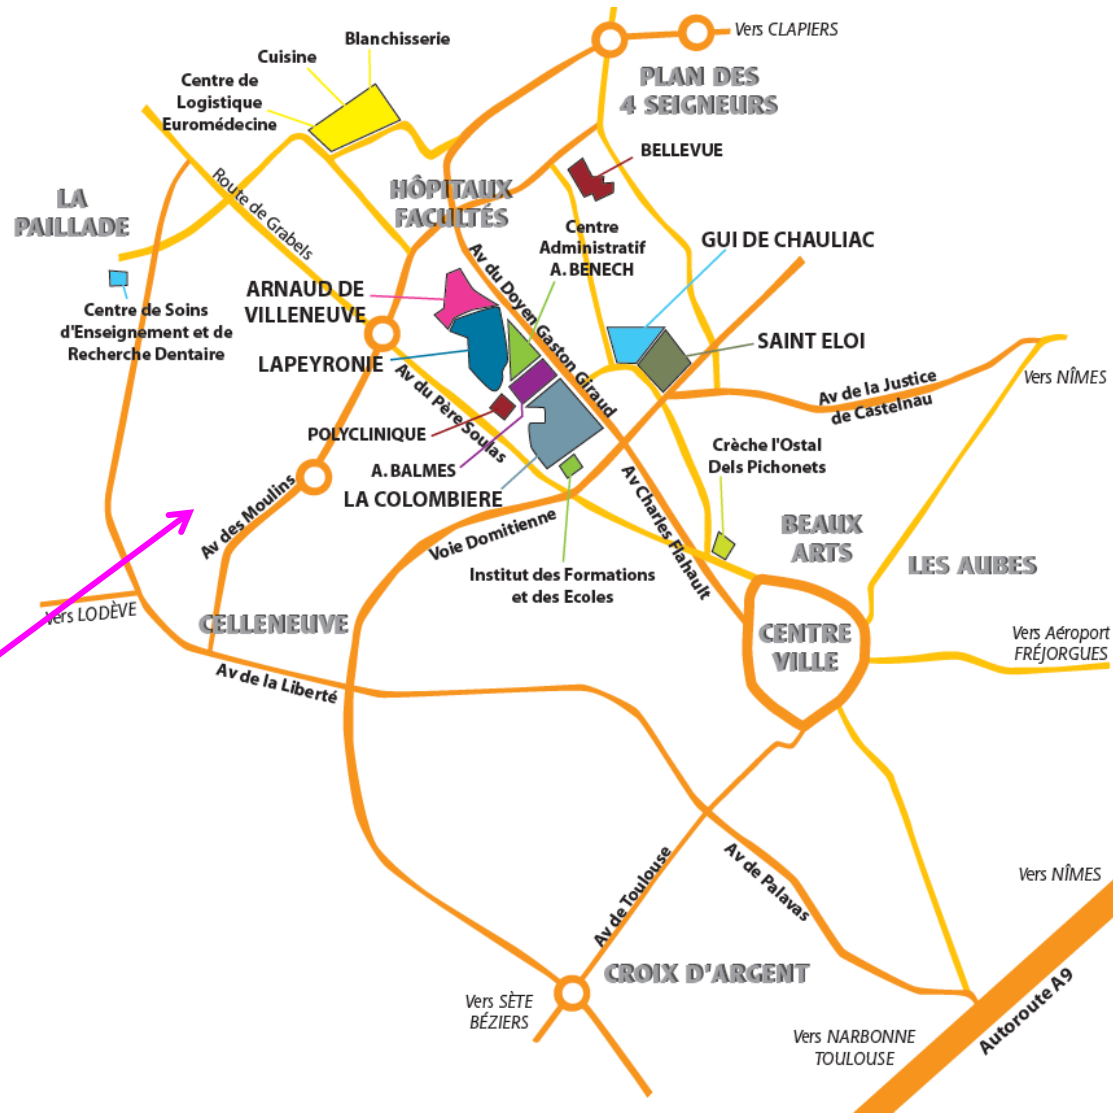 Blanchisserie
Cuisine
Centre de
Logistique
Euromédecine
Vers CLAPIERS
PLAN DES
4 SEIGNEURS
BELLEVUE
LA
PAILLADE
Route de Grabels
HÔPITAUX
FACULTÉS
Centre
Administratif
A. BENECH
GUI DE CHAULIAC
Av du Doyen Gaston Giraud
ARNAUD DE
VILLENEUVE
Centre de Soins
d'Enseignement et de
Recherche Dentaire
LAPEYRONIE
SAINT ELOI
Av de la Justice
de Castelnau
Vers NÎMES
Av du Père Soulas
POLYCLINIQUE
A. BALMES
LA COLOMBIERE
Crèche l'Ostal
Dels Pichonets
Av des Moulins
Voie Domitienne
Av Charles Flahault
BEAUX
ARTS
LES AUBES
Institut des Formations
et des Ecoles
Vers LODÈVE
CELLENEUVE
CENTRE
VILLE
Vers Aéroport
FRÉJORGUES
Av de la Liberté
Av de Toulouse
Av de Palavas
Vers NÎMES
CROIX D'ARGENT
Vers SÈTE
BÉZIERS
Vers NARBONNE
TOULOUSE
Autoroute A9